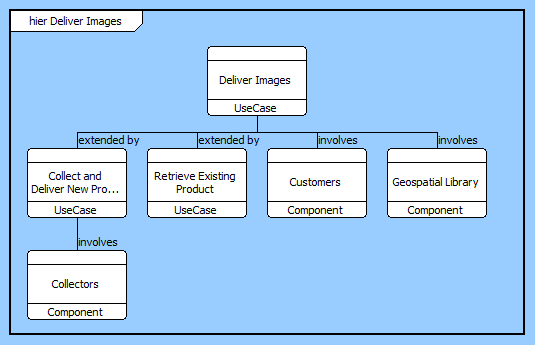 hier Deliver Images
Deliver Images
UseCase
extended by
extended by
involves
involves
Collect and
Deliver New Pro...
UseCase
Retrieve Existing
Product
UseCase
Customers
Component
Geospatial Library
Component
involves
Collectors
Component